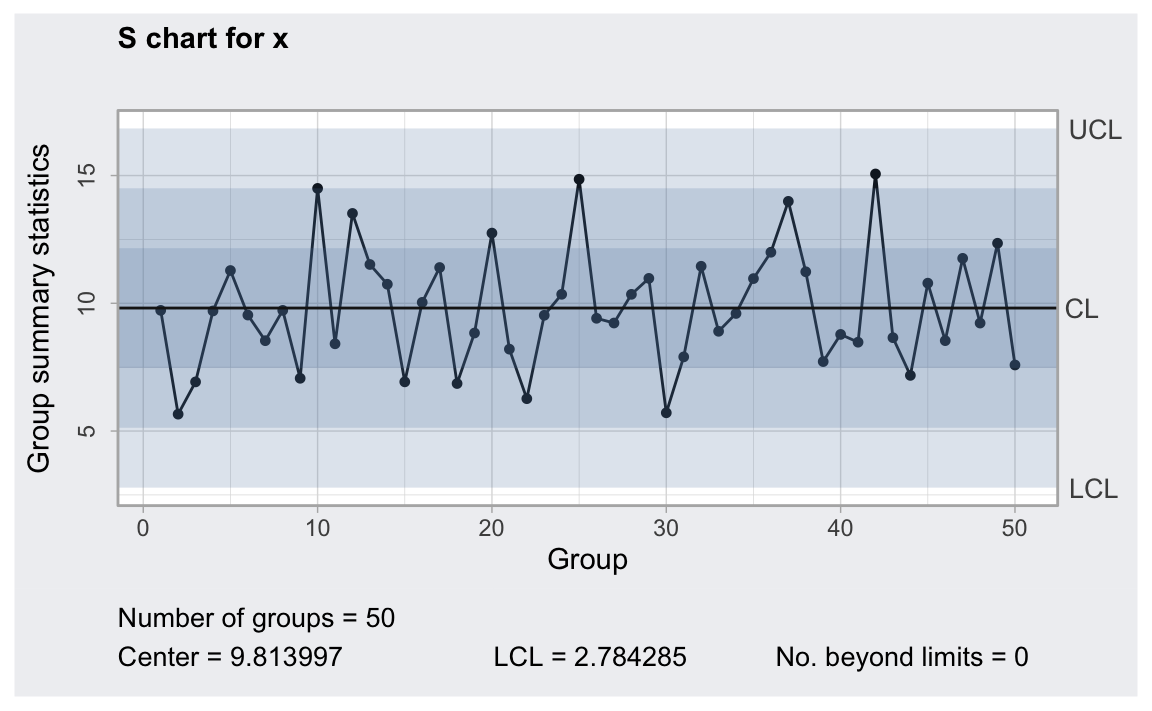 S chart for x
UCL
CL
LCL
Group summary statistics
15
10
5
0 10 20 30 40 50
Group
Number of groups = 50
Center = 9.813997 LCL = 2.784285 No. beyond limits = 0